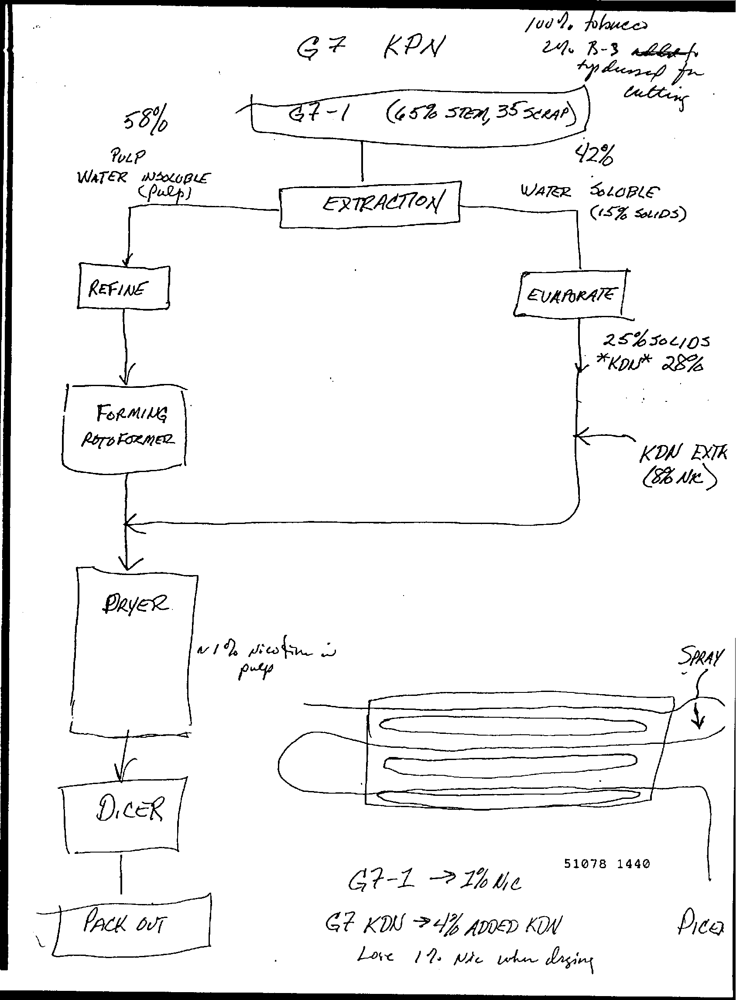 G7 KPN
100% tobacco
2% B-3 added to
topdressed for
cutting
G7-1 (65% STEM, 35 SCRAP)
58%
42%
PULP
WATER INSOLUBLE
(Pulp)
WATER SOLUBLE
(15% SOLIDS)
EXTRACTION
REFINE
EVAPORATE
25% SOLIDS
*KDN* 28%
FORMING
ROTOFORMER
KDN EXTR
(8% NIC)
DRYER
~1% Nicotine in
pulp
SPRAY
DICER
51078 1440
G7-1 → 1% NIC
PACK OUT
G7 KDN → 4% ADDED KDN
DICER
Lose 1% Nic when drying